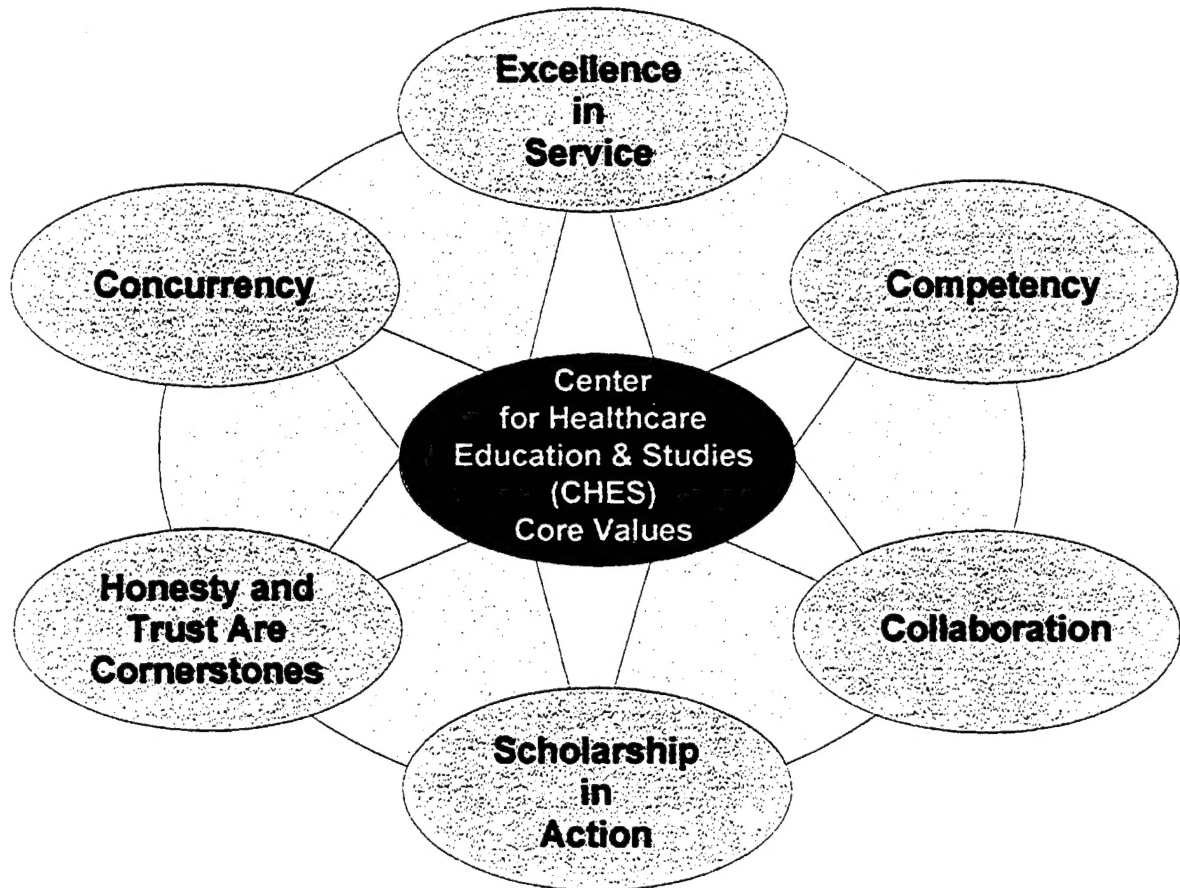 Excellence
in
Service
Concurrency
Competency
Center
for Healthcare
Education & Studies
(CHES)
Core Values
Honesty and
Trust Are
Cornerstones
Collaboration
Scholarship
in
Action